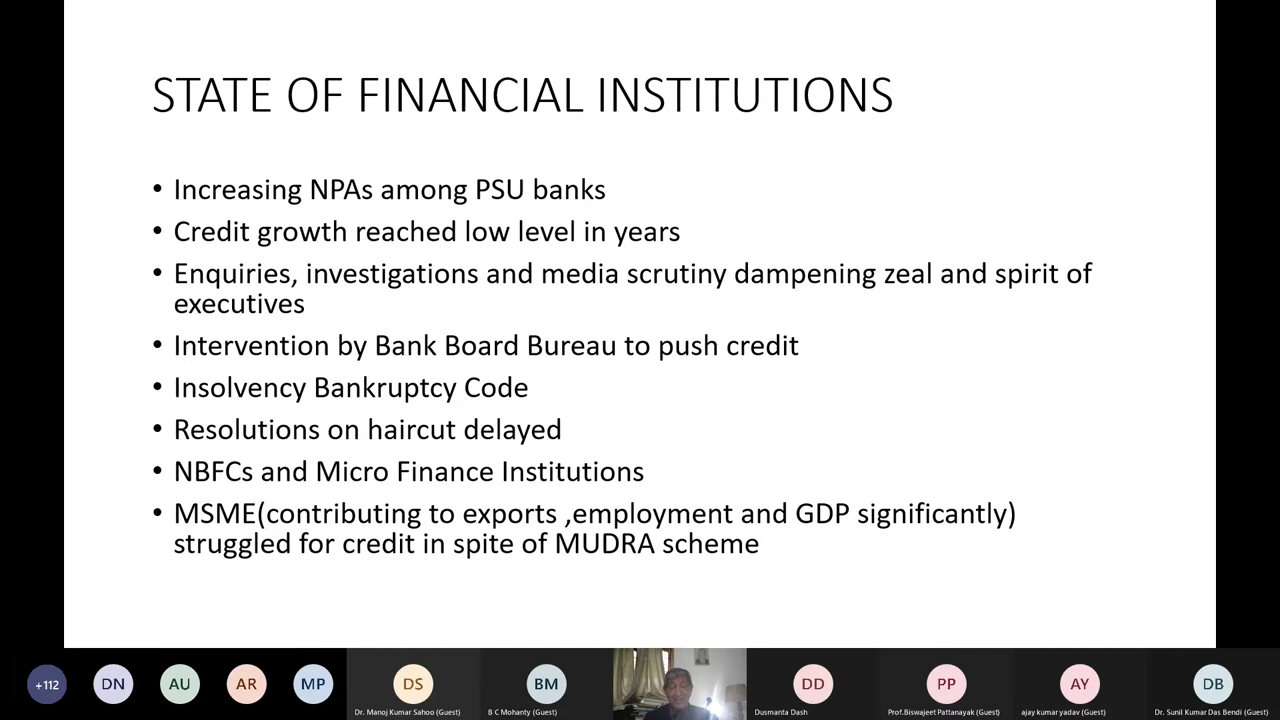 STATE OF FINANCIAL INSTITUTIONS
• Increasing NPAs among PSU banks
• Credit growth reached low level in years
• Enquiries, investigations and media scrutiny dampening zeal and spirit of
executives
• Intervention by Bank Board Bureau to push credit
• Insolvency Bankruptcy Code
• Resolutions on haircut delayed
• NBFCs and Micro Finance Institutions
• MSME(contributing to exports ,employment and GDP significantly)
struggled for credit in spite of MUDRA scheme
+112 DN AU AR MP DS BM DD PP AY DB
Dr. Manoj Kumar Sahoo (Guest) B C Mohanty (Guest) Dusmanta Dash Prof.Biswajeet Pattanayak (Guest) ajay kumar yadav (Guest) Dr. Sunil Kumar Das Bendi (Guest)